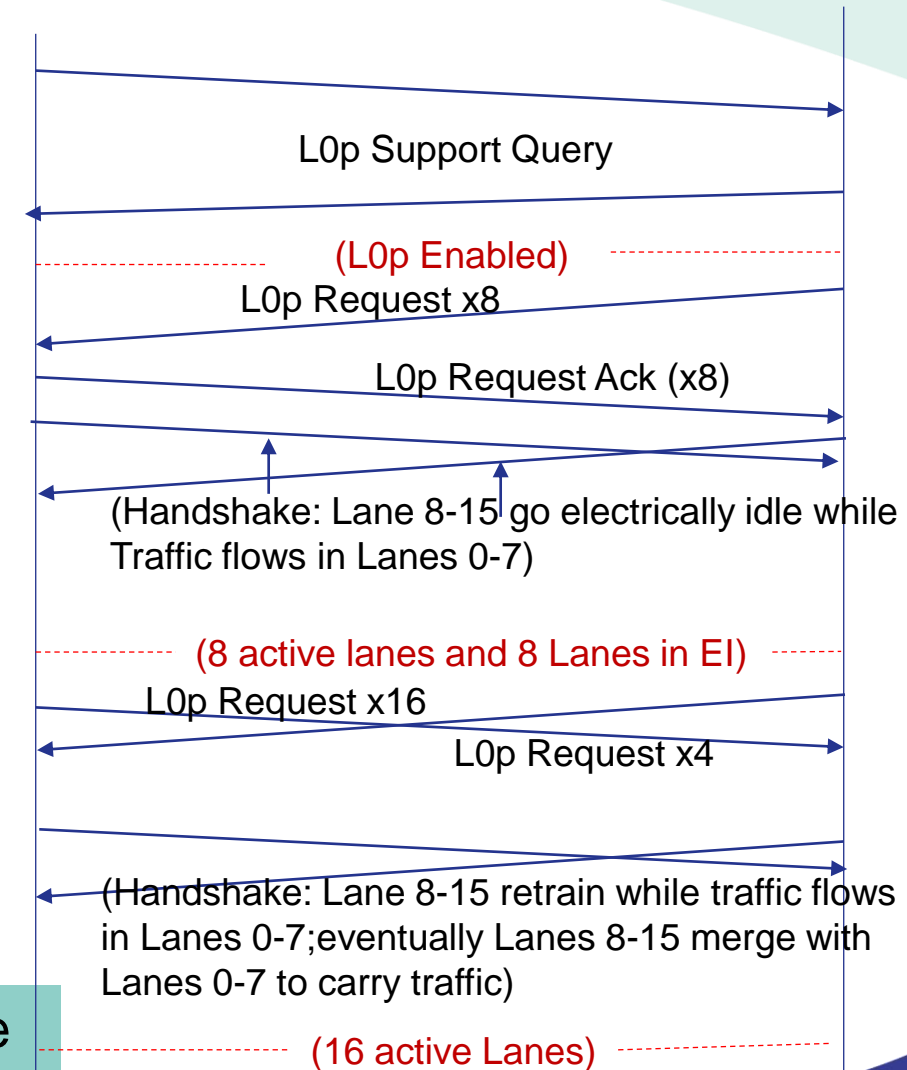 L0p Support Query
(L0p Enabled)
L0p Request x8
L0p Request Ack (x8)
(Handshake: Lane 8-15 go electrically idle while
Traffic flows in Lanes 0-7)
(8 active lanes and 8 Lanes in EI)
L0p Request x16
L0p Request x4
(Handshake: Lane 8-15 retrain while traffic flows
in Lanes 0-7;eventually Lanes 8-15 merge with
Lanes 0-7 to carry traffic)
(16 active Lanes)